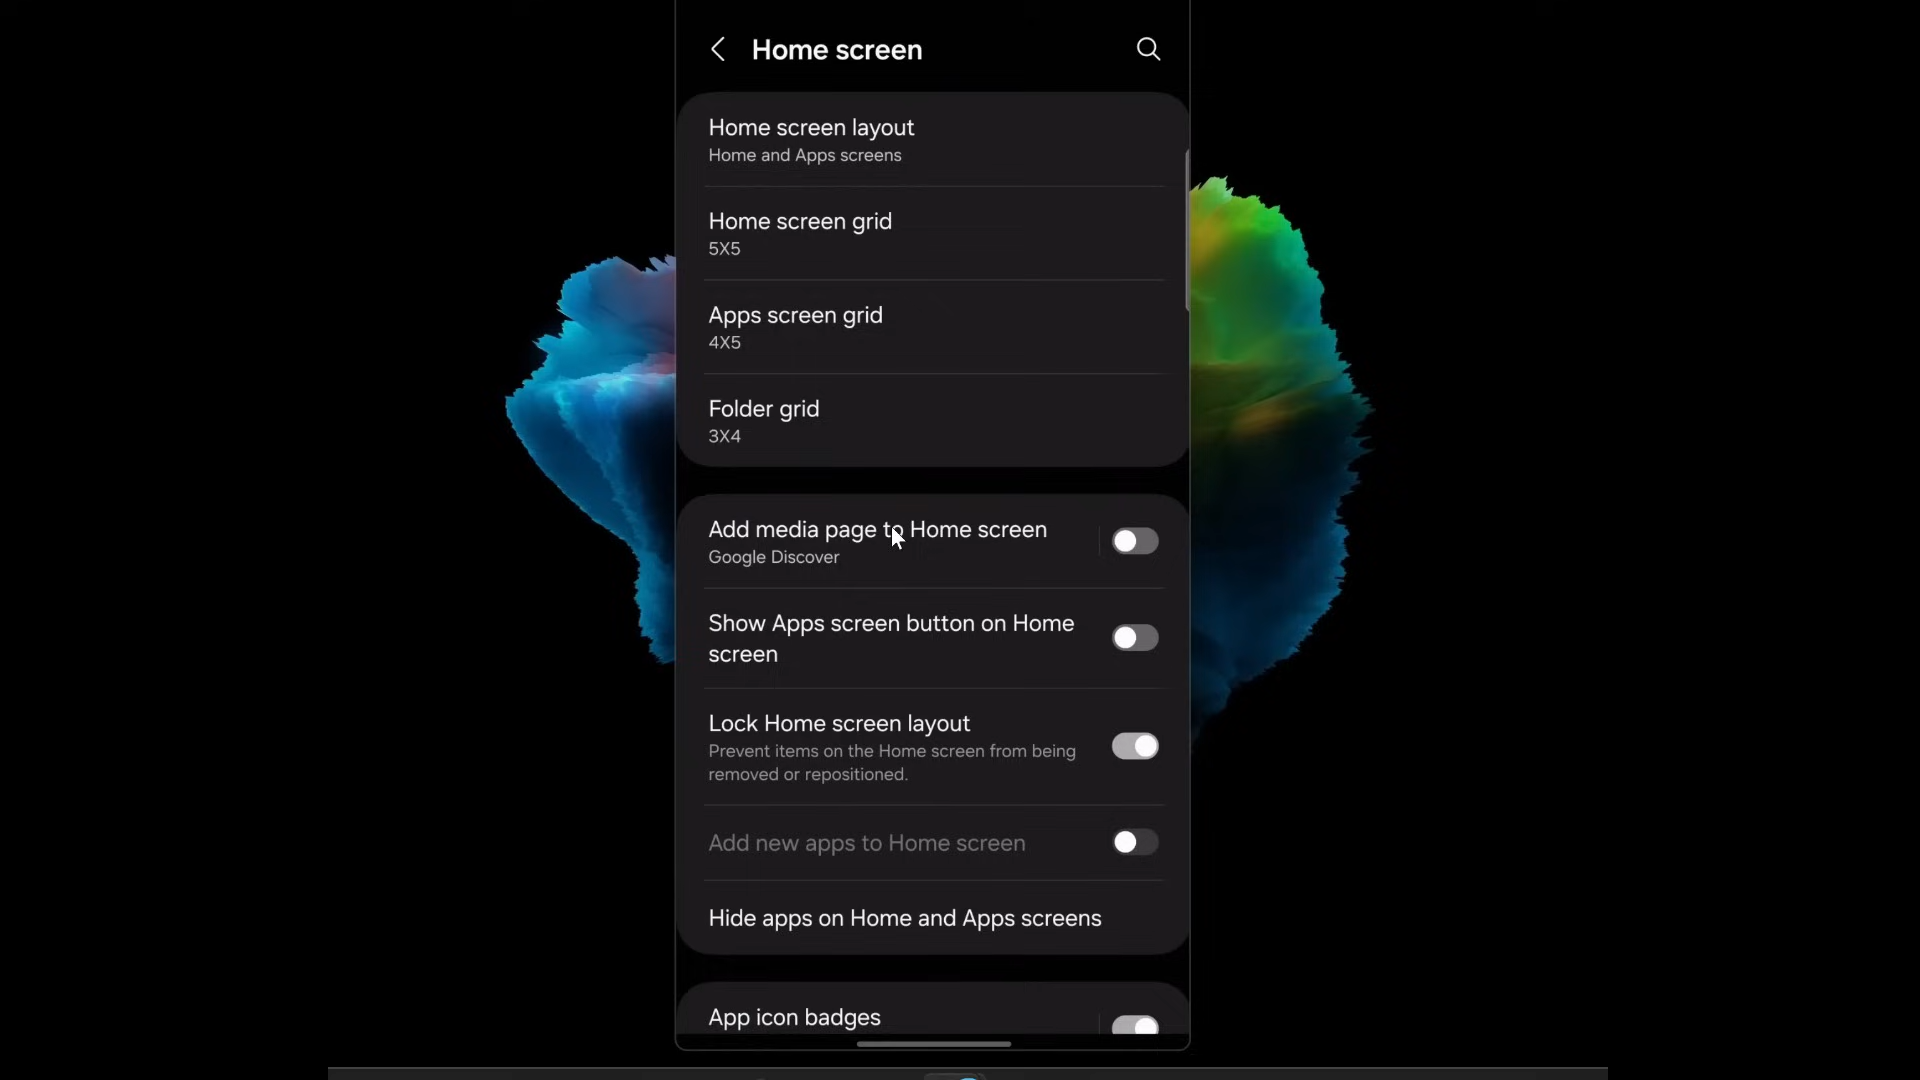 Home screen
Home screen layout
Home and Apps screens
Home screen grid
5X5
Apps screen grid
4X5
Folder grid
3X4
Add media page to Home screen
Google Discover
Show Apps screen button on Home
screen
Lock Home screen layout
Prevent items on the Home screen from being
removed or repositioned.
Add new apps to Home screen
Hide apps on Home and Apps screens
App icon badges